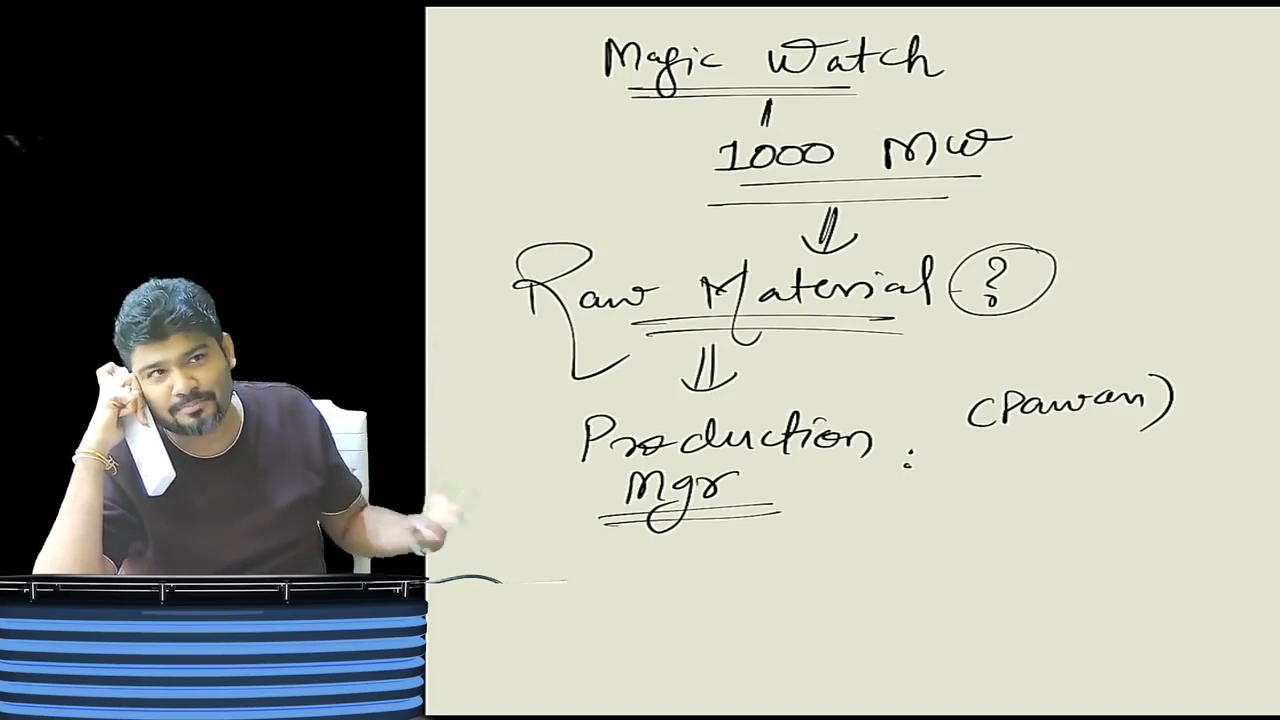 Magic Watch
1000 MW
Raw Material ?
Production : (Pawan)
Mgr